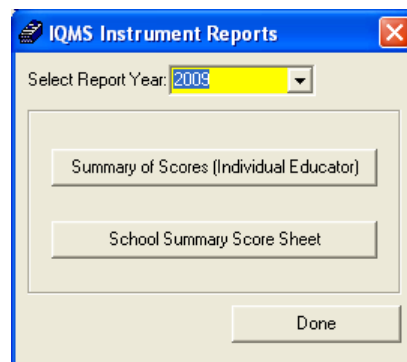 IQMS Instrument Reports
Select Report Year: 2009
Summary of Scores (Individual Educator)
School Summary Score Sheet
Done